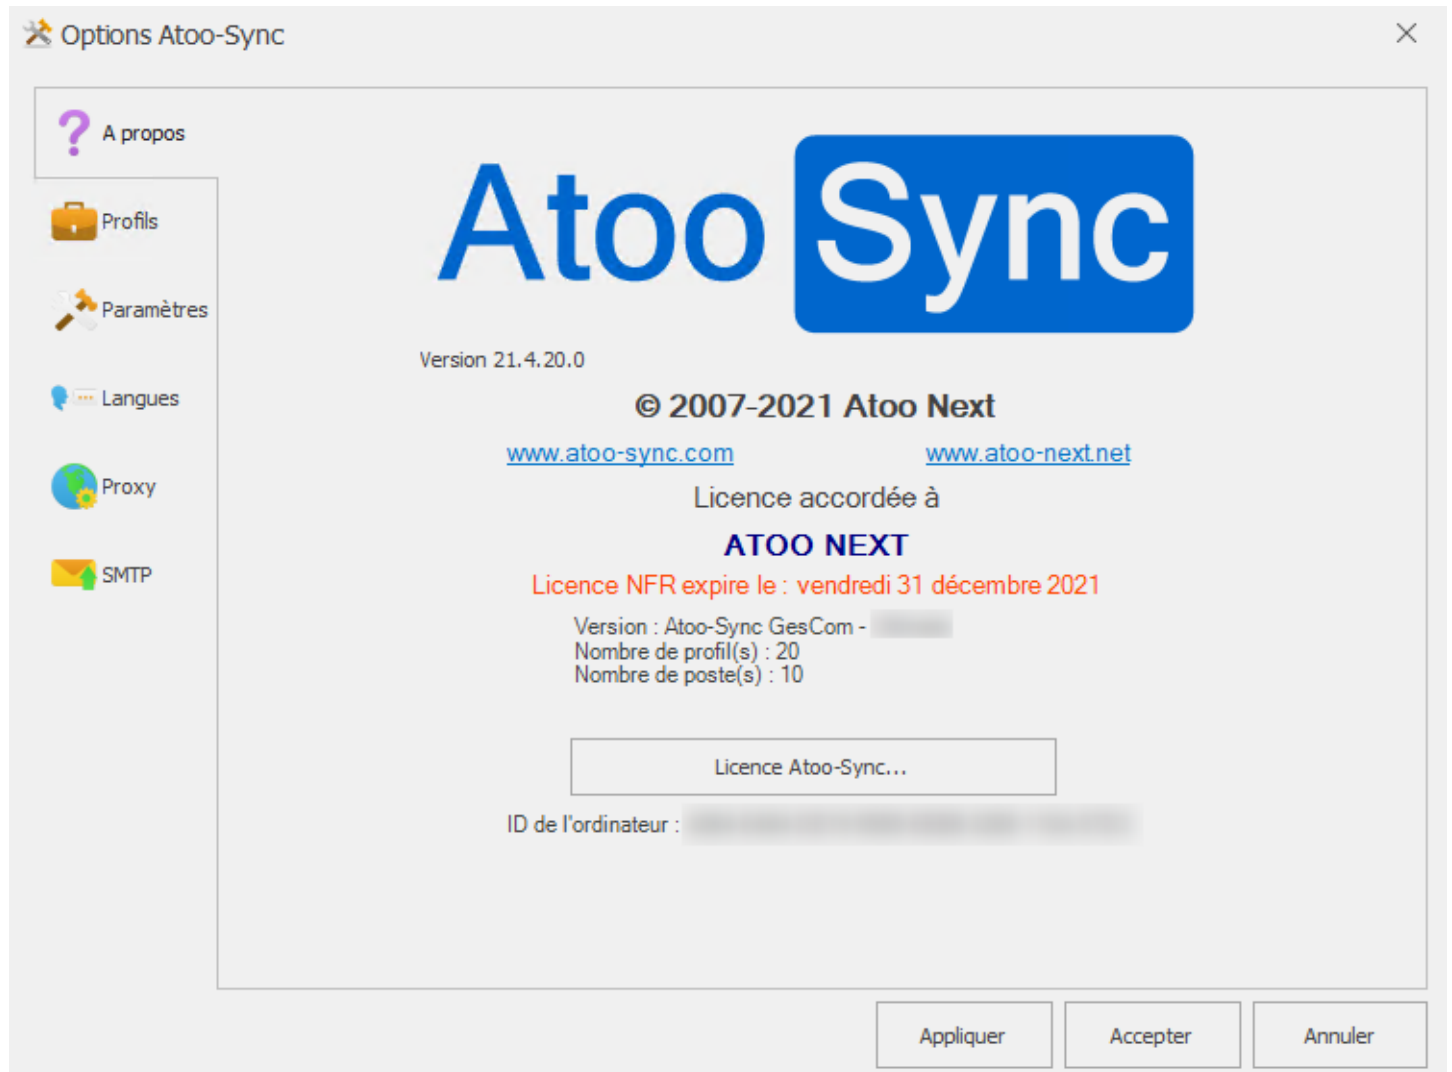 Options Atoo-Sync
A propos
Profils
Paramètres
Langues
Proxy
SMTP
Atoo Sync
Version 21.4.20.0
© 2007-2021 Atoo Next
www.atoo-sync.com www.atoo-next.net
Licence accordée à
ATOO NEXT
Licence NFR expire le : vendredi 31 décembre 2021
Version : Atoo-Sync GesCom -
Nombre de profil(s) : 20
Nombre de poste(s) : 10
Licence Atoo-Sync...
ID de l'ordinateur :
Appliquer Accepter Annuler